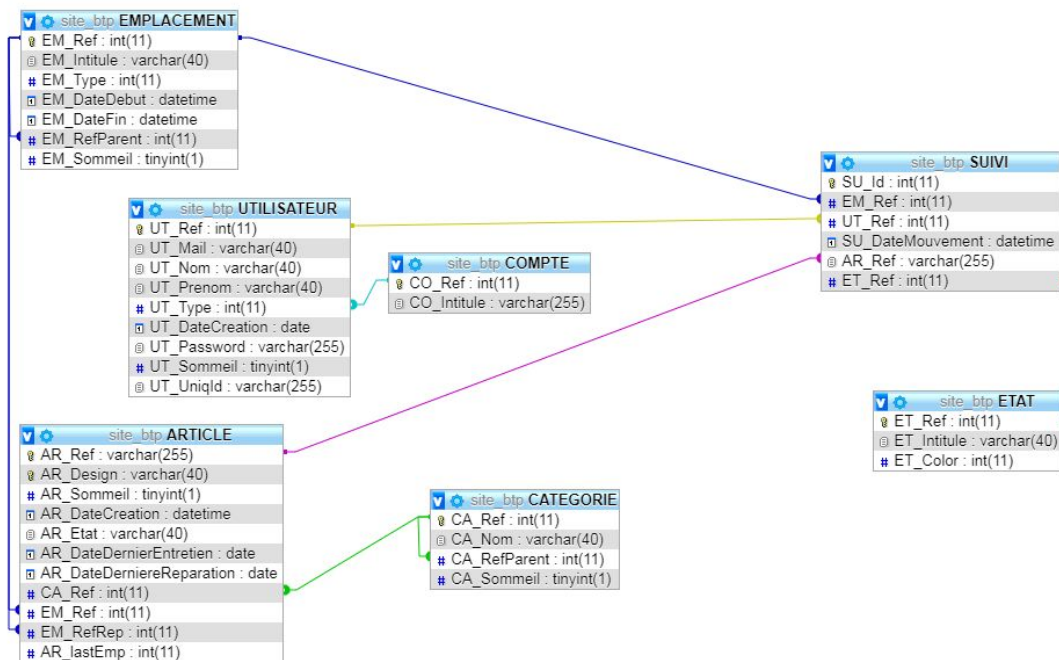 site_btp EMPLACEMENT
EM_Ref : int(11)
EM_Intitule : varchar(40)
# EM_Type : int(11)
EM_DateDebut : datetime
EM_DateFin : datetime
# EM_RefParent : int(11)
# EM_Sommeil : tinyint(1)
site_btp SUIVI
SU_Id : int(11)
# EM_Ref : int(11)
# UT_Ref : int(11)
SU_DateMouvement : datetime
AR_Ref : varchar(255)
# ET_Ref : int(11)
site_btp UTILISATEUR
UT_Ref : int(11)
UT_Mail : varchar(40)
UT_Nom : varchar(40)
UT_Prenom : varchar(40)
# UT_Type : int(11)
UT_DateCreation : date
UT_Password : varchar(255)
# UT_Sommeil : tinyint(1)
UT_UniqId : varchar(255)
site_btp COMPTE
CO_Ref : int(11)
CO_Intitule : varchar(255)
site_btp ETAT
ET_Ref : int(11)
ET_Intitule : varchar(40)
# ET_Color : int(11)
site_btp ARTICLE
AR_Ref : varchar(255)
AR_Design : varchar(40)
# AR_Sommeil : tinyint(1)
AR_DateCreation : datetime
AR_Etat : varchar(40)
AR_DateDernierEntretien : date
AR_DateDerniereReparation : date
# CA_Ref : int(11)
# EM_Ref : int(11)
# EM_RefRep : int(11)
# AR_lastEmp : int(11)
site_btp CATEGORIE
CA_Ref : int(11)
CA_Nom : varchar(40)
# CA_RefParent : int(11)
# CA_Sommeil : tinyint(1)